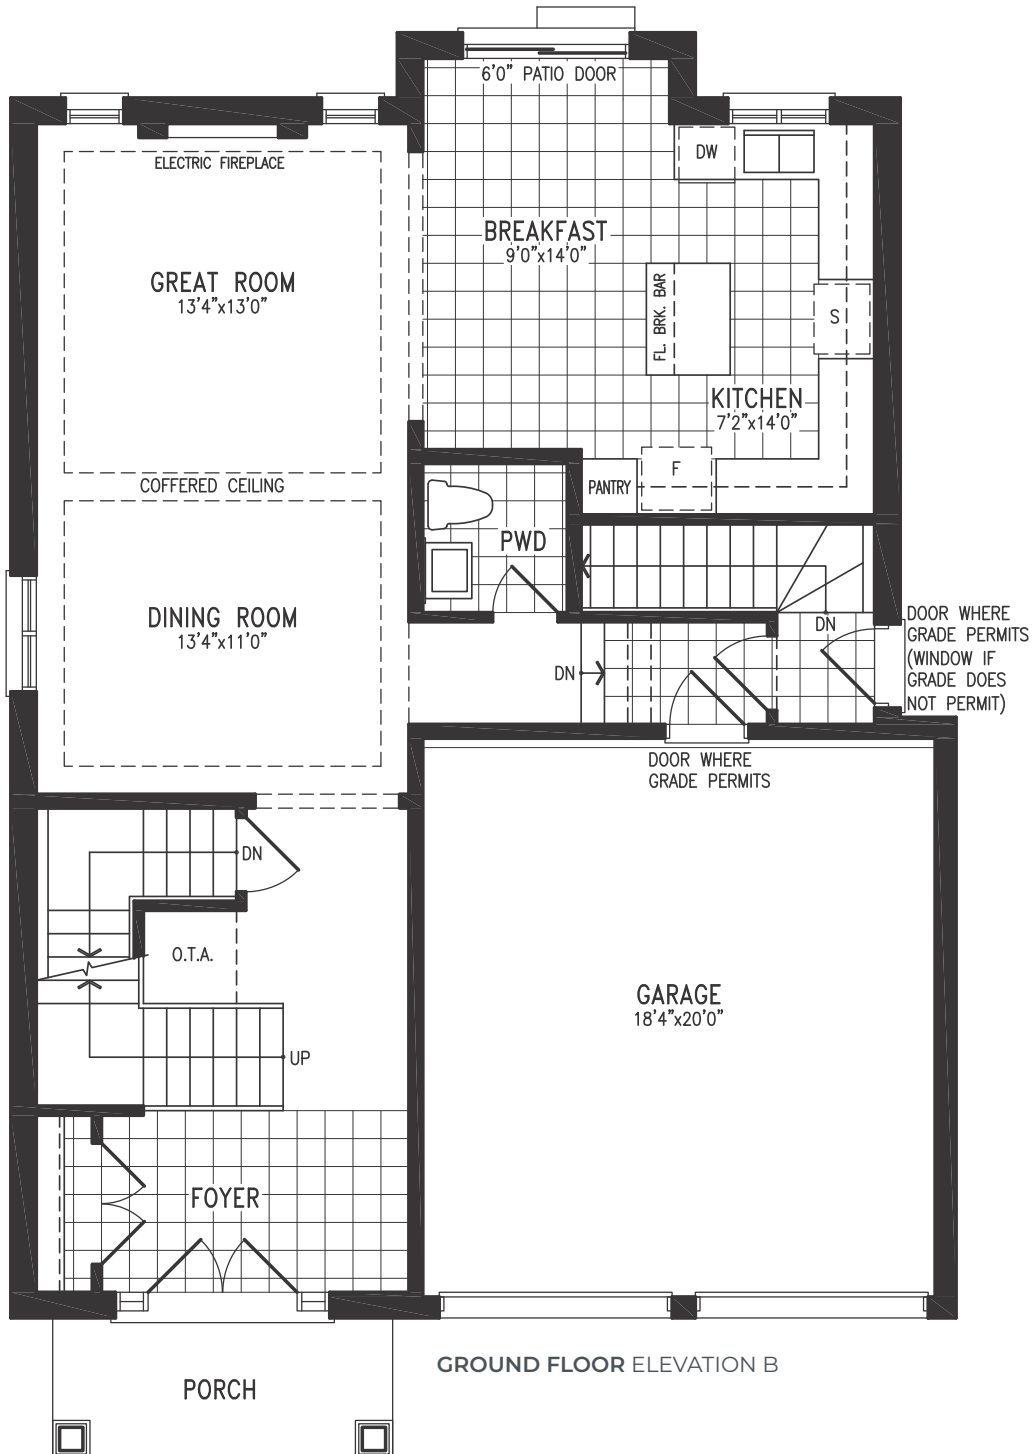 6'0" PATIO DOOR
ELECTRIC FIREPLACE
DW
BREAKFAST
9'0"x14'0"
GREAT ROOM
13'4"x13'0"
FL. BRK. BAR
S
KITCHEN
7'2"x14'0"
F
PANTRY
COFFERED CEILING
PWD
DINING ROOM
13'4"x11'0"
DN
DN
DOOR WHERE
GRADE PERMITS
(WINDOW IF
GRADE DOES
NOT PERMIT)
DOOR WHERE
GRADE PERMITS
DN
O.T.A.
GARAGE
18'4"x20'0"
UP
FOYER
GROUND FLOOR ELEVATION B
PORCH